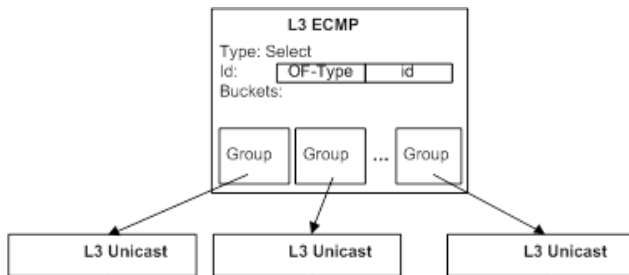 L3 ECMP
Type: Select
Id: OF-Type id
Buckets:
Group Group ... Group
L3 Unicast L3 Unicast L3 Unicast